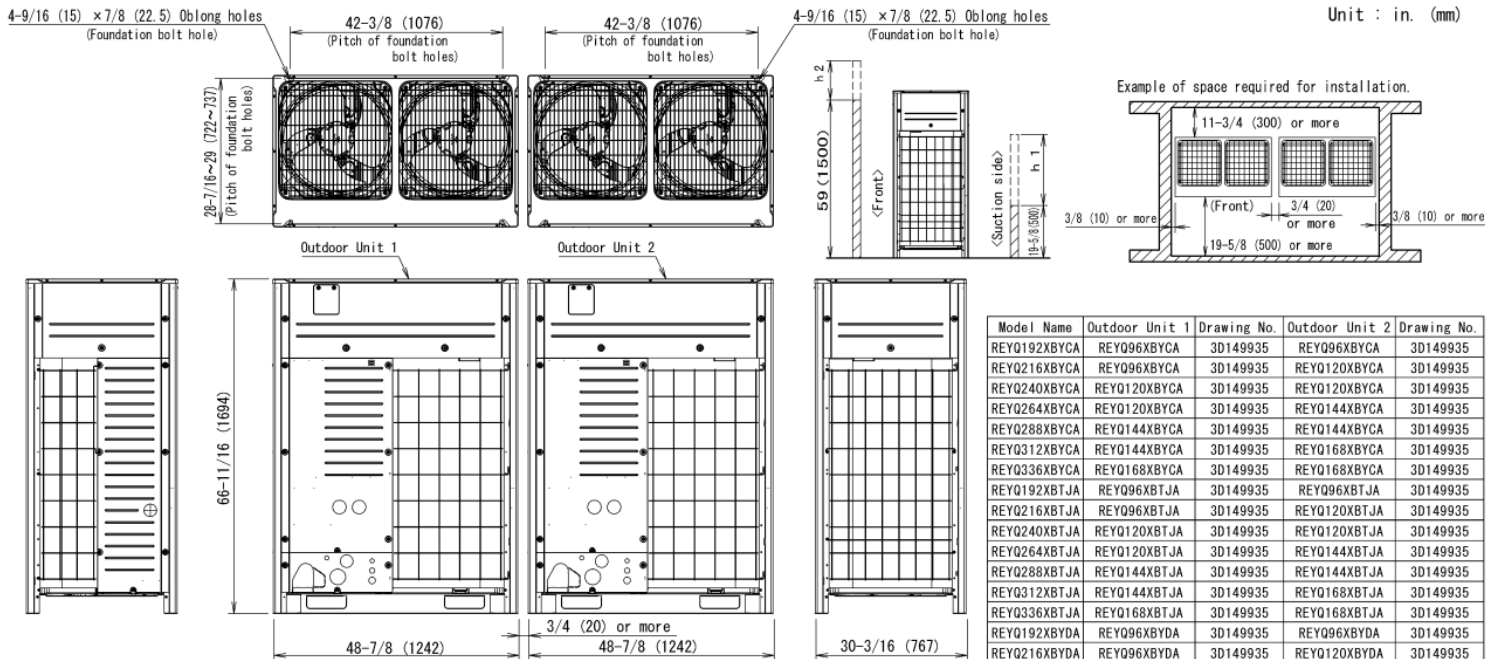 4-9/16 (15) ×7/8 (22.5) Oblong holes
(Foundation bolt hole)
42-3/8 (1076)
(Pitch of foundation
bolt holes)
42-3/8 (1076)
(Pitch of foundation
bolt holes)
4-9/16 (15) ×7/8 (22.5) Oblong holes
(Foundation bolt hole)
Unit : in. (mm)
28-7/16~29 (722~737)
(Pitch of foundation
bolt holes)
h 2
59 (1500)
<Front>
<Suction side>
h 1
19-5/8(500)
Example of space required for installation.
11-3/4 (300) or more
(Front)
3/4 (20)
or more
3/8 (10) or more
3/8 (10) or more
19-5/8 (500) or more
Outdoor Unit 1
Outdoor Unit 2
66-11/16 (1694)
48-7/8 (1242)
3/4 (20) or more
48-7/8 (1242)
30-3/16 (767)
Model Name Outdoor Unit 1 Drawing No. Outdoor Unit 2 Drawing No.
REYQ192XBYCA REYQ96XBYCA 3D149935 REYQ96XBYCA 3D149935
REYQ216XBYCA REYQ96XBYCA 3D149935 REYQ120XBYCA 3D149935
REYQ240XBYCA REYQ120XBYCA 3D149935 REYQ120XBYCA 3D149935
REYQ264XBYCA REYQ120XBYCA 3D149935 REYQ144XBYCA 3D149935
REYQ288XBYCA REYQ144XBYCA 3D149935 REYQ144XBYCA 3D149935
REYQ312XBYCA REYQ144XBYCA 3D149935 REYQ168XBYCA 3D149935
REYQ336XBYCA REYQ168XBYCA 3D149935 REYQ168XBYCA 3D149935
REYQ192XBTJA REYQ96XBTJA 3D149935 REYQ96XBTJA 3D149935
REYQ216XBTJA REYQ96XBTJA 3D149935 REYQ120XBTJA 3D149935
REYQ240XBTJA REYQ120XBTJA 3D149935 REYQ120XBTJA 3D149935
REYQ264XBTJA REYQ120XBTJA 3D149935 REYQ144XBTJA 3D149935
REYQ288XBTJA REYQ144XBTJA 3D149935 REYQ144XBTJA 3D149935
REYQ312XBTJA REYQ144XBTJA 3D149935 REYQ168XBTJA 3D149935
REYQ336XBTJA REYQ168XBTJA 3D149935 REYQ168XBTJA 3D149935
REYQ192XBYDA REYQ96XBYDA 3D149935 REYQ96XBYDA 3D149935
REYQ216XBYDA REYQ96XBYDA 3D149935 REYQ120XBYDA 3D149935